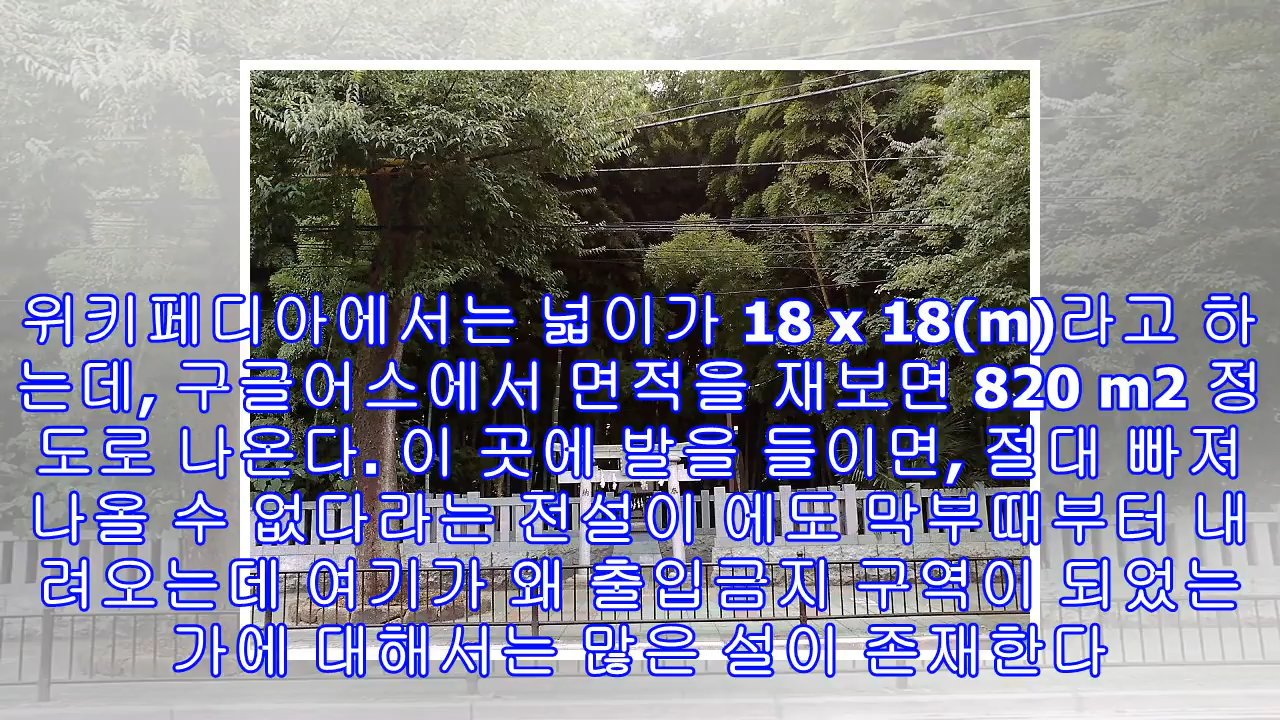 위키페디아에서는 넓이가 18 x 18(m)라고 하
는데, 구글어스에서 면적을 재보면 820 m2 정
도로 나온다. 이 곳에 발을 들이면, 절대 빠져
나올 수 없다라는 전설이 에도 막부때부터 내
려오는데 여기가 왜 출입금지 구역이 되었는
가에 대해서는 많은 설이 존재한다